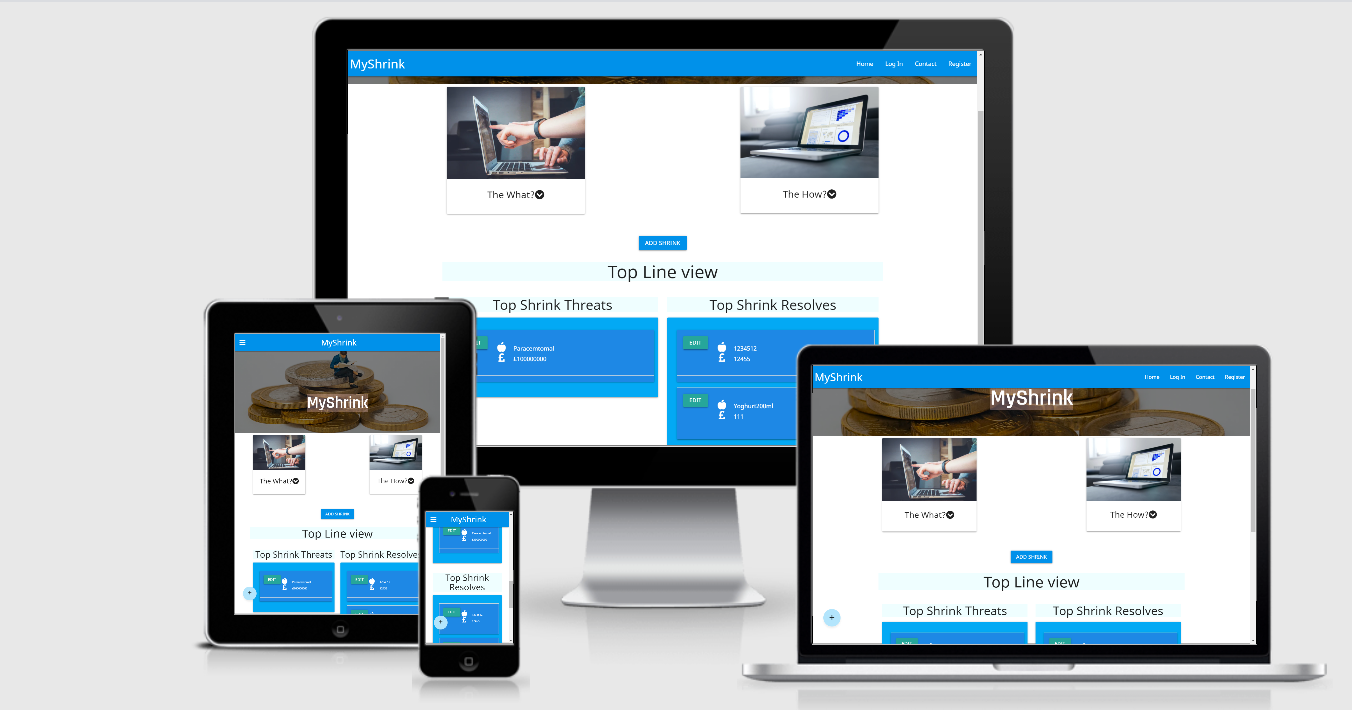 MyShrink
Home Log In Contact Register
The What?
The How?
ADD SHRINK
Top Line view
Top Shrink Threats
Top Shrink Resolves
Paracemtomal
£100000000
EDIT
1234512
12455
EDIT
Yoghurt200ml
111
MyShrink
MyShrink
The What?
The How?
ADD SHRINK
Top Line view
Top Shrink Threats
Top Shrink Resolves
EDIT
EDIT
+
MyShrink
EDIT
Top Shrink
Resolves
EDIT
+
MyShrink
Home Log In Contact Register
MyShrink
The What?
The How?
ADD SHRINK
Top Line view
Top Shrink Threats
Top Shrink Resolves
+